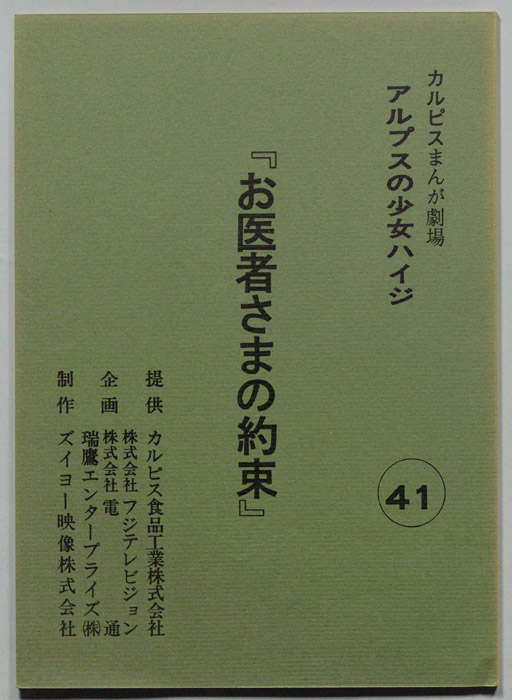 カルピスまんが劇場
アルプスの少女ハイジ
41
『お医者さまの約束』
提供 カルピス食品工業株式会社
企画 株式会社フジテレビジョン
株式会社電通
瑞鷹エンタープライズ㈱
制作 ズイヨー映像株式会社